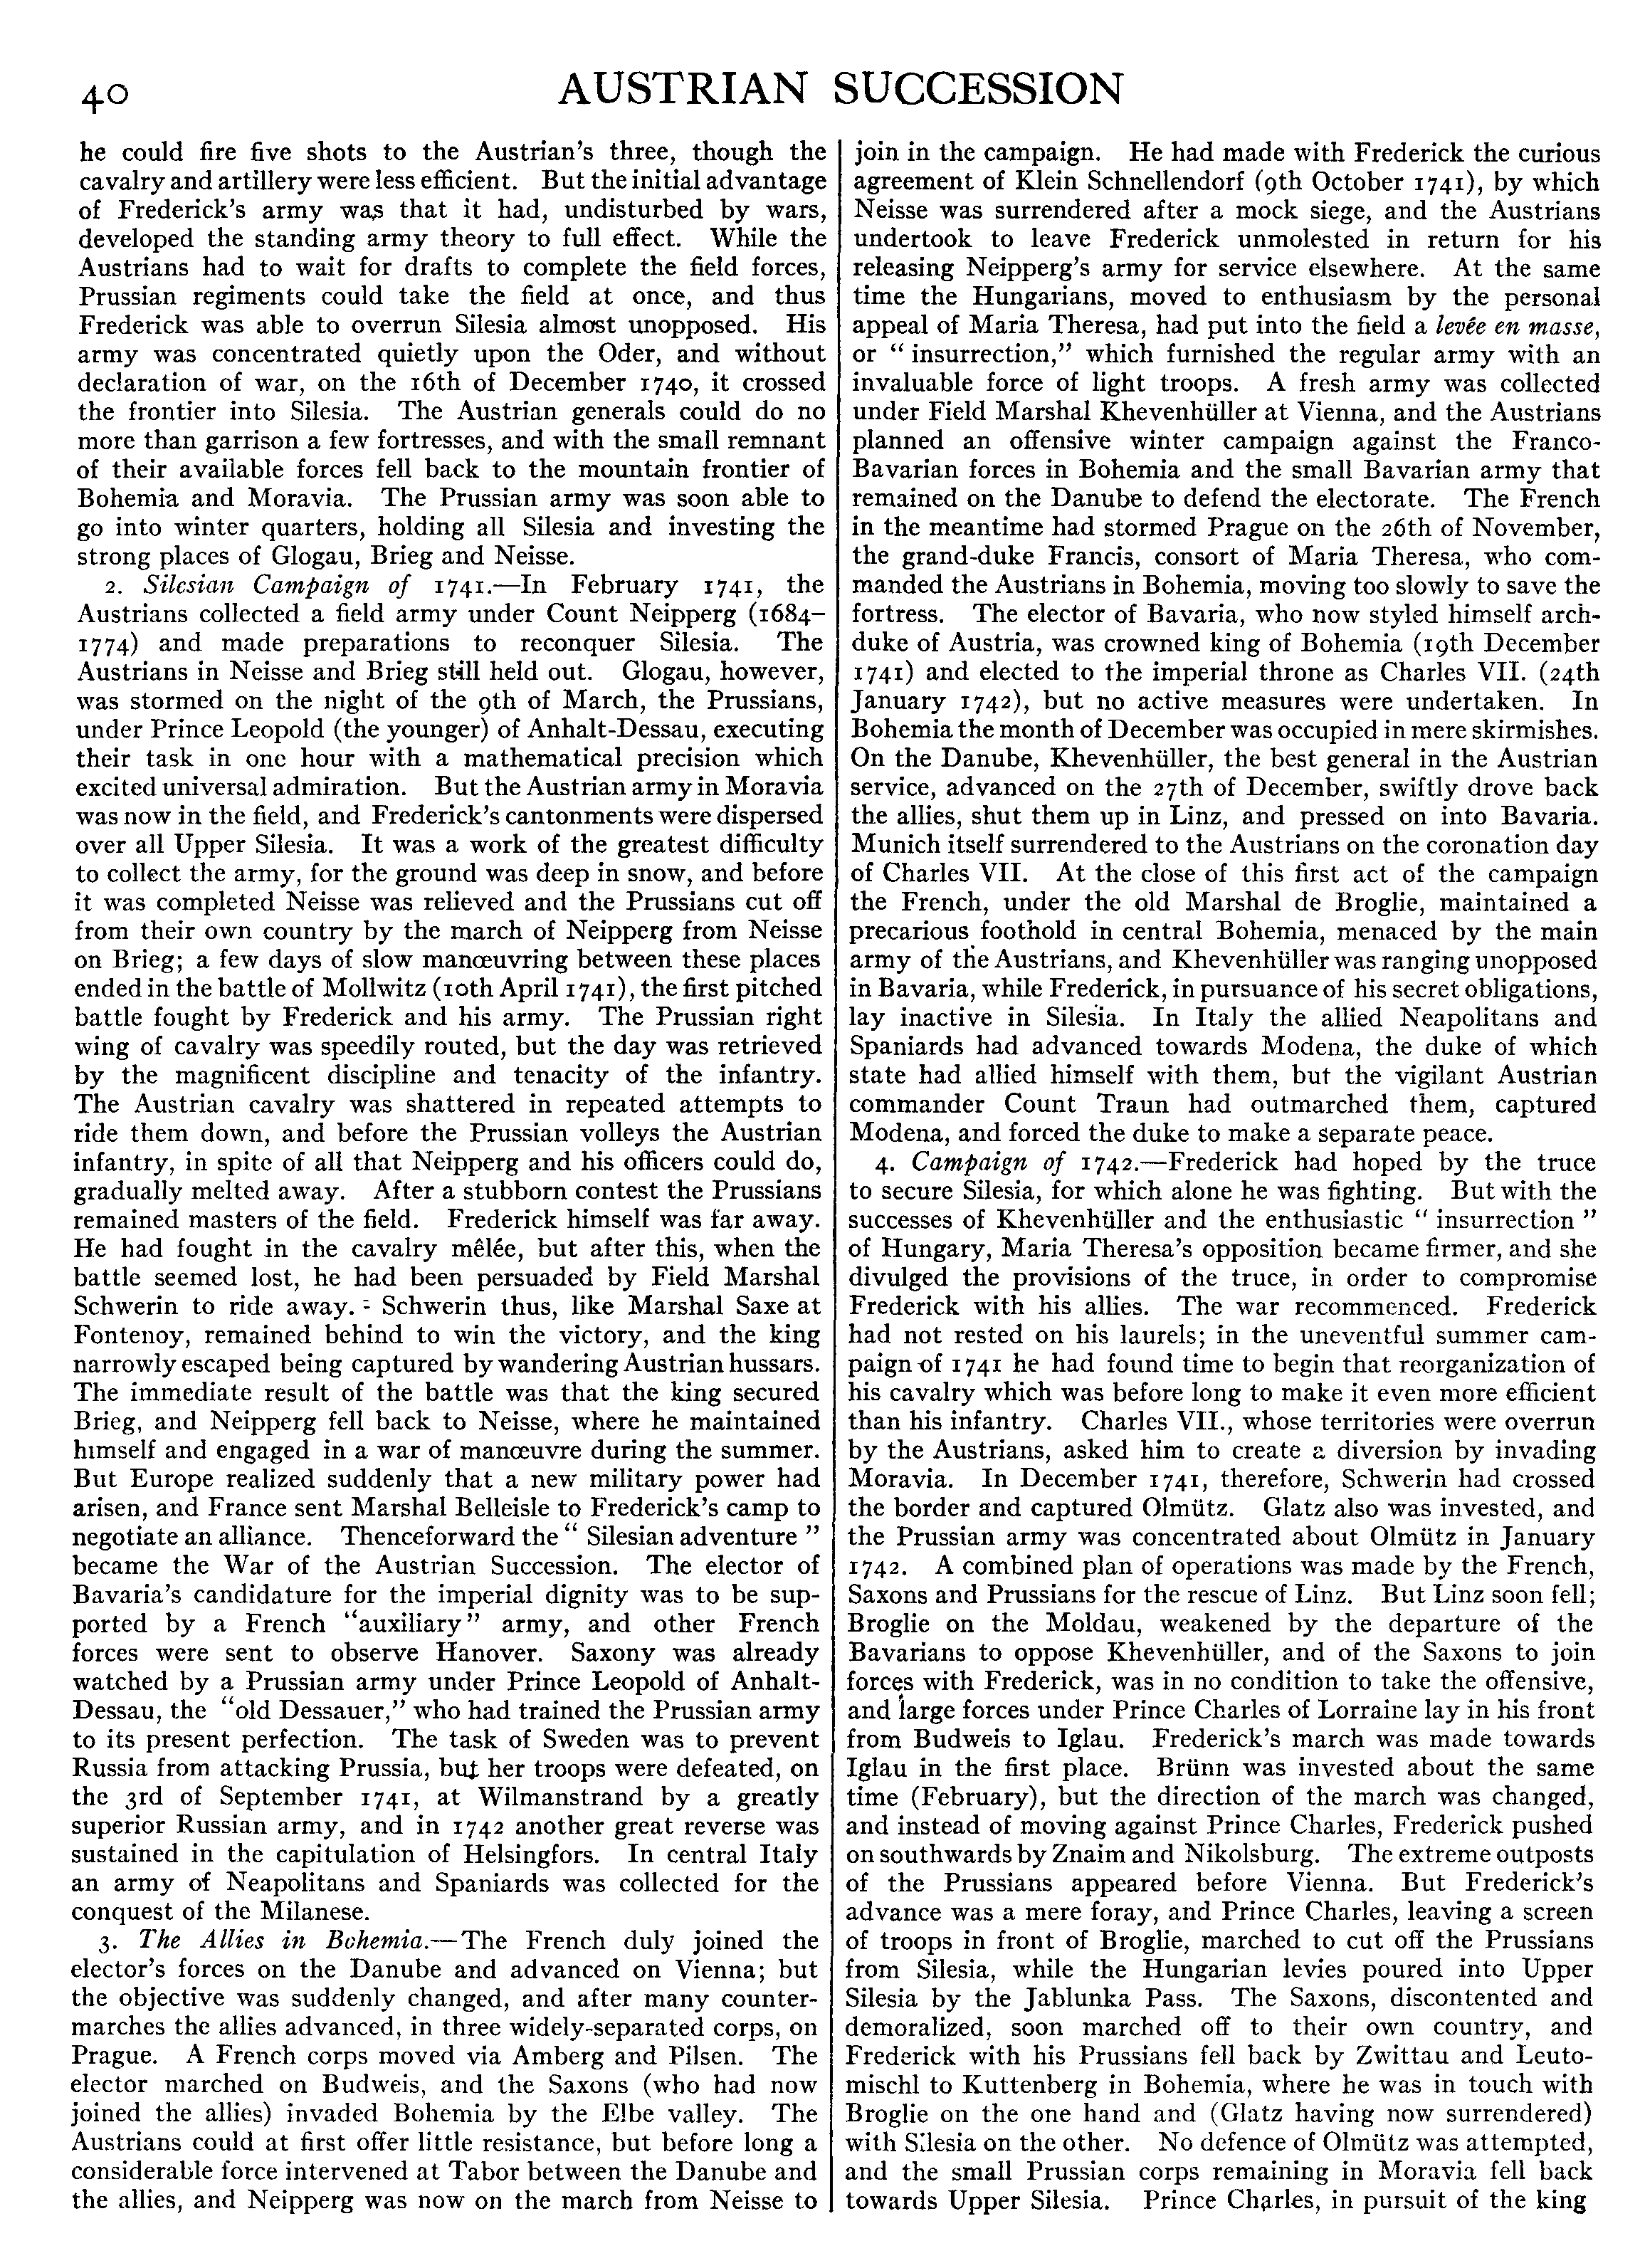 40
AUSTRIAN SUCCESSION
he could fire five shots to the Austrian's three, though the
cavalry and artillery were less efficient. But the initial advantage
of Frederick's army was that it had, undisturbed by wars,
developed the standing army theory to full effect. While the
Austrians had to wait for drafts to complete the field forces,
Prussian regiments could take the field at once, and thus
Frederick was able to overrun Silesia almost unopposed. His
army was concentrated quietly upon the Oder, and without
declaration of war, on the 16th of December 1740, it crossed
the frontier into Silesia. The Austrian generals could do no
more than garrison a few fortresses, and with the small remnant
of their available forces fell back to the mountain frontier of
Bohemia and Moravia. The Prussian army was soon able to
go into winter quarters, holding all Silesia and investing the
strong places of Glogau, Brieg and Neisse.
2. Silesian Campaign of 1741.—In February 1741, the
Austrians collected a field army under Count Neipperg (1684–
1774) and made preparations to reconquer Silesia. The
Austrians in Neisse and Brieg still held out. Glogau, however,
was stormed on the night of the 9th of March, the Prussians,
under Prince Leopold (the younger) of Anhalt-Dessau, executing
their task in one hour with a mathematical precision which
excited universal admiration. But the Austrian army in Moravia
was now in the field, and Frederick's cantonments were dispersed
over all Upper Silesia. It was a work of the greatest difficulty
to collect the army, for the ground was deep in snow, and before
it was completed Neisse was relieved and the Prussians cut off
from their own country by the march of Neipperg from Neisse
on Brieg; a few days of slow manœuvring between these places
ended in the battle of Mollwitz (10th April 1741), the first pitched
battle fought by Frederick and his army. The Prussian right
wing of cavalry was speedily routed, but the day was retrieved
by the magnificent discipline and tenacity of the infantry.
The Austrian cavalry was shattered in repeated attempts to
ride them down, and before the Prussian volleys the Austrian
infantry, in spite of all that Neipperg and his officers could do,
gradually melted away. After a stubborn contest the Prussians
remained masters of the field. Frederick himself was far away.
He had fought in the cavalry mêlée, but after this, when the
battle seemed lost, he had been persuaded by Field Marshal
Schwerin to ride away. Schwerin thus, like Marshal Saxe at
Fontenoy, remained behind to win the victory, and the king
narrowly escaped being captured by wandering Austrian hussars.
The immediate result of the battle was that the king secured
Brieg, and Neipperg fell back to Neisse, where he maintained
himself and engaged in a war of manœuvre during the summer.
But Europe realized suddenly that a new military power had
arisen, and France sent Marshal Belleisle to Frederick's camp to
negotiate an alliance. Thenceforward the " Silesian adventure "
became the War of the Austrian Succession. The elector of
Bavaria's candidature for the imperial dignity was to be sup-
ported by a French "auxiliary" army, and other French
forces were sent to observe Hanover. Saxony was already
watched by a Prussian army under Prince Leopold of Anhalt-
Dessau, the "old Dessauer," who had trained the Prussian army
to its present perfection. The task of Sweden was to prevent
Russia from attacking Prussia, but her troops were defeated, on
the 3rd of September 1741, at Wilmanstrand by a greatly
superior Russian army, and in 1742 another great reverse was
sustained in the capitulation of Helsingfors. In central Italy
an army of Neapolitans and Spaniards was collected for the
conquest of the Milanese.
3. The Allies in Bohemia.—The French duly joined the
elector's forces on the Danube and advanced on Vienna; but
the objective was suddenly changed, and after many counter-
marches the allies advanced, in three widely-separated corps, on
Prague. A French corps moved via Amberg and Pilsen. The
elector marched on Budweis, and the Saxons (who had now
joined the allies) invaded Bohemia by the Elbe valley. The
Austrians could at first offer little resistance, but before long a
considerable force intervened at Tabor between the Danube and
the allies, and Neipperg was now on the march from Neisse to
join in the campaign. He had made with Frederick the curious
agreement of Klein Schnellendorf (9th October 1741), by which
Neisse was surrendered after a mock siege, and the Austrians
undertook to leave Frederick unmolested in return for his
releasing Neipperg's army for service elsewhere. At the same
time the Hungarians, moved to enthusiasm by the personal
appeal of Maria Theresa, had put into the field a levée en masse,
or " insurrection," which furnished the regular army with an
invaluable force of light troops. A fresh army was collected
under Field Marshal Khevenhüller at Vienna, and the Austrians
planned an offensive winter campaign against the Franco-
Bavarian forces in Bohemia and the small Bavarian army that
remained on the Danube to defend the electorate. The French
in the meantime had stormed Prague on the 26th of November,
the grand-duke Francis, consort of Maria Theresa, who com-
manded the Austrians in Bohemia, moving too slowly to save the
fortress. The elector of Bavaria, who now styled himself arch-
duke of Austria, was crowned king of Bohemia (19th December
1741) and elected to the imperial throne as Charles VII. (24th
January 1742), but no active measures were undertaken. In
Bohemia the month of December was occupied in mere skirmishes.
On the Danube, Khevenhüller, the best general in the Austrian
service, advanced on the 27th of December, swiftly drove back
the allies, shut them up in Linz, and pressed on into Bavaria.
Munich itself surrendered to the Austrians on the coronation day
of Charles VII. At the close of this first act of the campaign
the French, under the old Marshal de Broglie, maintained a
precarious foothold in central Bohemia, menaced by the main
army of the Austrians, and Khevenhüller was ranging unopposed
in Bavaria, while Frederick, in pursuance of his secret obligations,
lay inactive in Silesia. In Italy the allied Neapolitans and
Spaniards had advanced towards Modena, the duke of which
state had allied himself with them, but the vigilant Austrian
commander Count Traun had outmarched them, captured
Modena, and forced the duke to make a separate peace.
4. Campaign of 1742.—Frederick had hoped by the truce
to secure Silesia, for which alone he was fighting. But with the
successes of Khevenhüller and the enthusiastic " insurrection "
of Hungary, Maria Theresa's opposition became firmer, and she
divulged the provisions of the truce, in order to compromise
Frederick with his allies. The war recommenced. Frederick
had not rested on his laurels; in the uneventful summer cam-
paign of 1741 he had found time to begin that reorganization of
his cavalry which was before long to make it even more efficient
than his infantry. Charles VII., whose territories were overrun
by the Austrians, asked him to create a diversion by invading
Moravia. In December 1741, therefore, Schwerin had crossed
the border and captured Olmütz. Glatz also was invested, and
the Prussian army was concentrated about Olmütz in January
1742. A combined plan of operations was made by the French,
Saxons and Prussians for the rescue of Linz. But Linz soon fell;
Broglie on the Moldau, weakened by the departure of the
Bavarians to oppose Khevenhüller, and of the Saxons to join
forces with Frederick, was in no condition to take the offensive,
and large forces under Prince Charles of Lorraine lay in his front
from Budweis to Iglau. Frederick's march was made towards
Iglau in the first place. Brünn was invested about the same
time (February), but the direction of the march was changed,
and instead of moving against Prince Charles, Frederick pushed
on southwards by Znaim and Nikolsburg. The extreme outposts
of the Prussians appeared before Vienna. But Frederick's
advance was a mere foray, and Prince Charles, leaving a screen
of troops in front of Broglie, marched to cut off the Prussians
from Silesia, while the Hungarian levies poured into Upper
Silesia by the Jablunka Pass. The Saxons, discontented and
demoralized, soon marched off to their own country, and
Frederick with his Prussians fell back by Zwittau and Leuto-
mischl to Kuttenberg in Bohemia, where he was in touch with
Broglie on the one hand and (Glatz having now surrendered)
with Silesia on the other. No defence of Olmütz was attempted,
and the small Prussian corps remaining in Moravia fell back
towards Upper Silesia. Prince Charles, in pursuit of the king